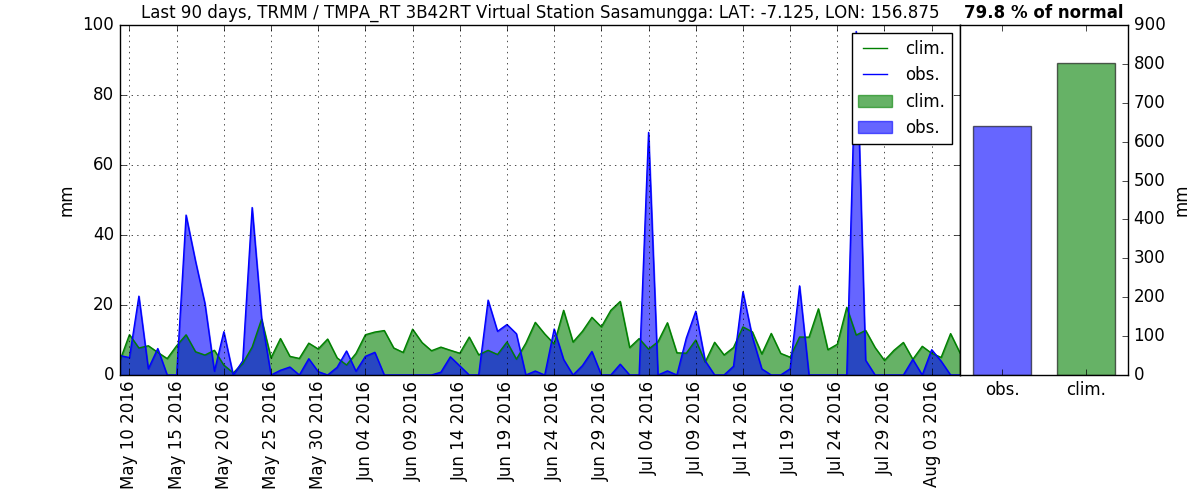 Last 90 days, TRMM / TMPA_RT 3B42RT Virtual Station Sasamungga: LAT: -7.125, LON: 156.875
79.8 % of normal
100
80
60
40
20
0
mm
clim.
obs.
clim.
obs.
May 10 2016
May 15 2016
May 20 2016
May 25 2016
May 30 2016
Jun 04 2016
Jun 09 2016
Jun 14 2016
Jun 19 2016
Jun 24 2016
Jun 29 2016
Jul 04 2016
Jul 09 2016
Jul 14 2016
Jul 19 2016
Jul 24 2016
Jul 29 2016
Aug 03 2016
900
800
700
600
500
400
300
200
100
0
mm
obs.
clim.